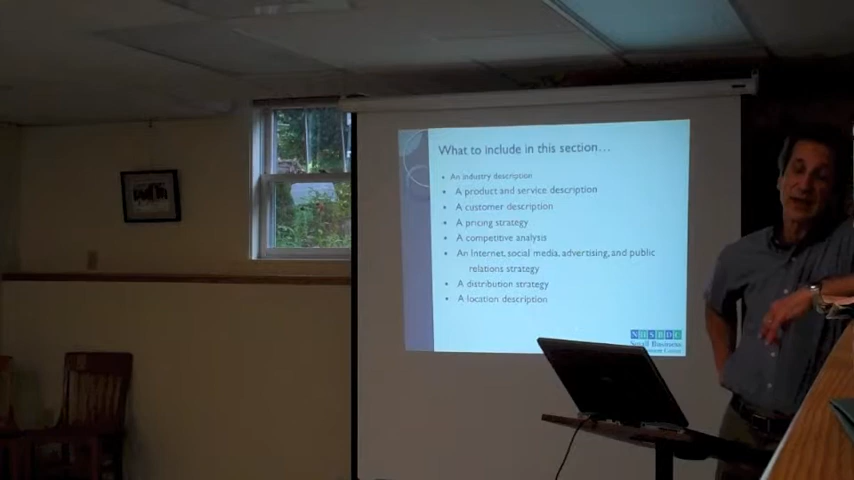 What to include in this section...
• An industry description
• A product and service description
• A customer description
• A pricing strategy
• A competitive analysis
• An Internet, social media, advertising, and public
relations strategy
• A distribution strategy
• A location description
NHSBDC
Small Business
Center